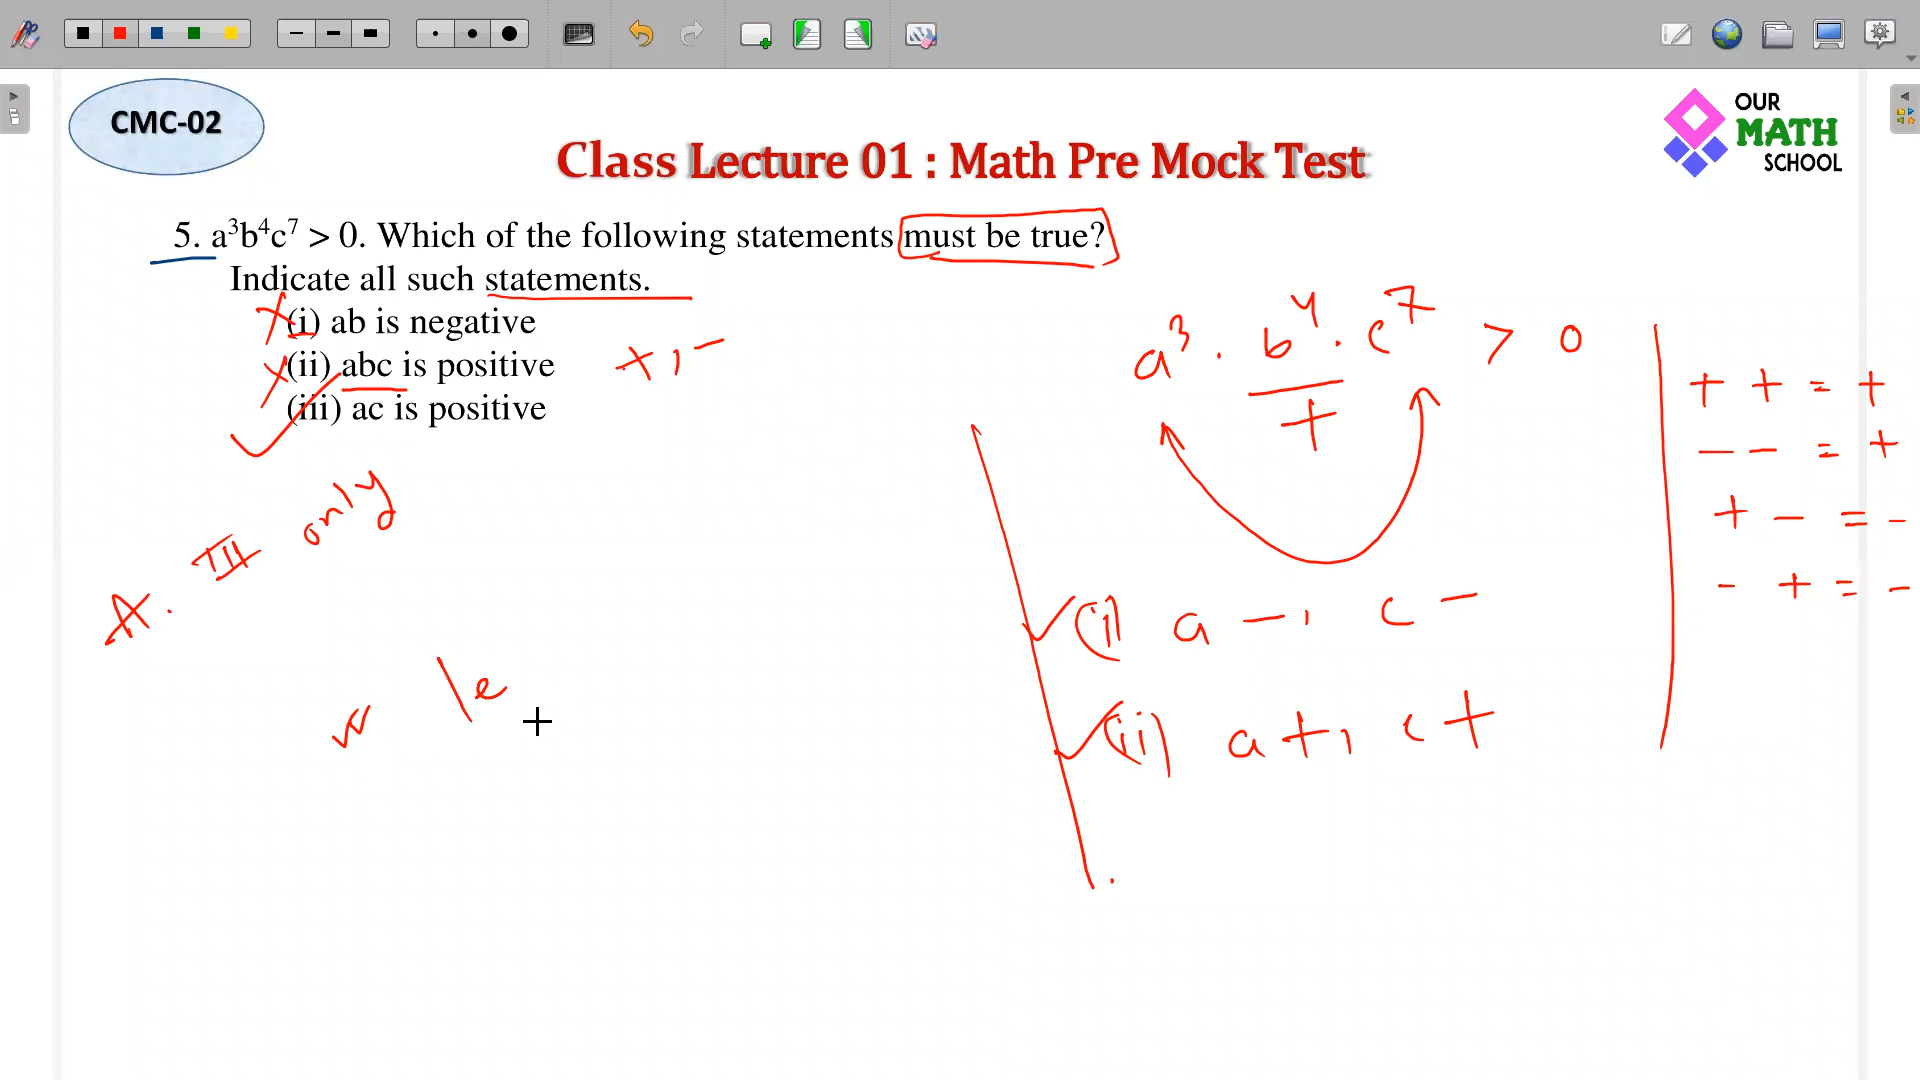 CMC-02
OUR
MATH
SCHOOL
Class Lecture 01 : Math Pre Mock Test
5. a³b⁴c⁷ > 0. Which of the following statements must be true?
Indicate all such statements.
(i) ab is negative
(ii) abc is positive
+, -
(iii) ac is positive
A. III only
a³ . b⁴ . c⁷ > 0
+
(i) a -, c -
(ii) a +, c +
+ + = +
- - = +
+ - = -
- + = -